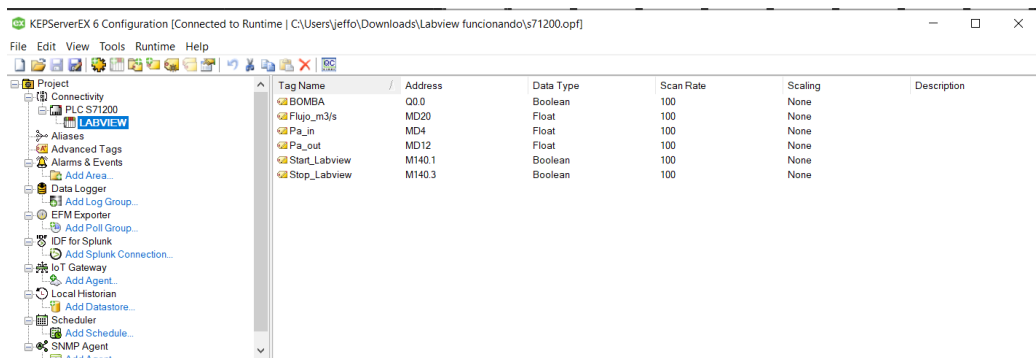 KEPServerEX 6 Configuration [Connected to Runtime | C:\Users\jeffo\Downloads\Labview funcionando\s71200.opf]
File Edit View Tools Runtime Help
Project
Connectivity
PLC S71200
LABVIEW
Aliases
Advanced Tags
Alarms & Events
Add Area...
Data Logger
Add Log Group...
EFM Exporter
Add Poll Group...
IDF for Splunk
Add Splunk Connection...
IoT Gateway
Add Agent...
Local Historian
Add Datastore...
Scheduler
Add Schedule...
SNMP Agent
Add Agent
Tag Name Address Data Type Scan Rate Scaling Description
BOMBA Q0.0 Boolean 100 None
Flujo_m3/s MD20 Float 100 None
Pa_in MD4 Float 100 None
Pa_out MD12 Float 100 None
Start_Labview M140.1 Boolean 100 None
Stop_Labview M140.3 Boolean 100 None